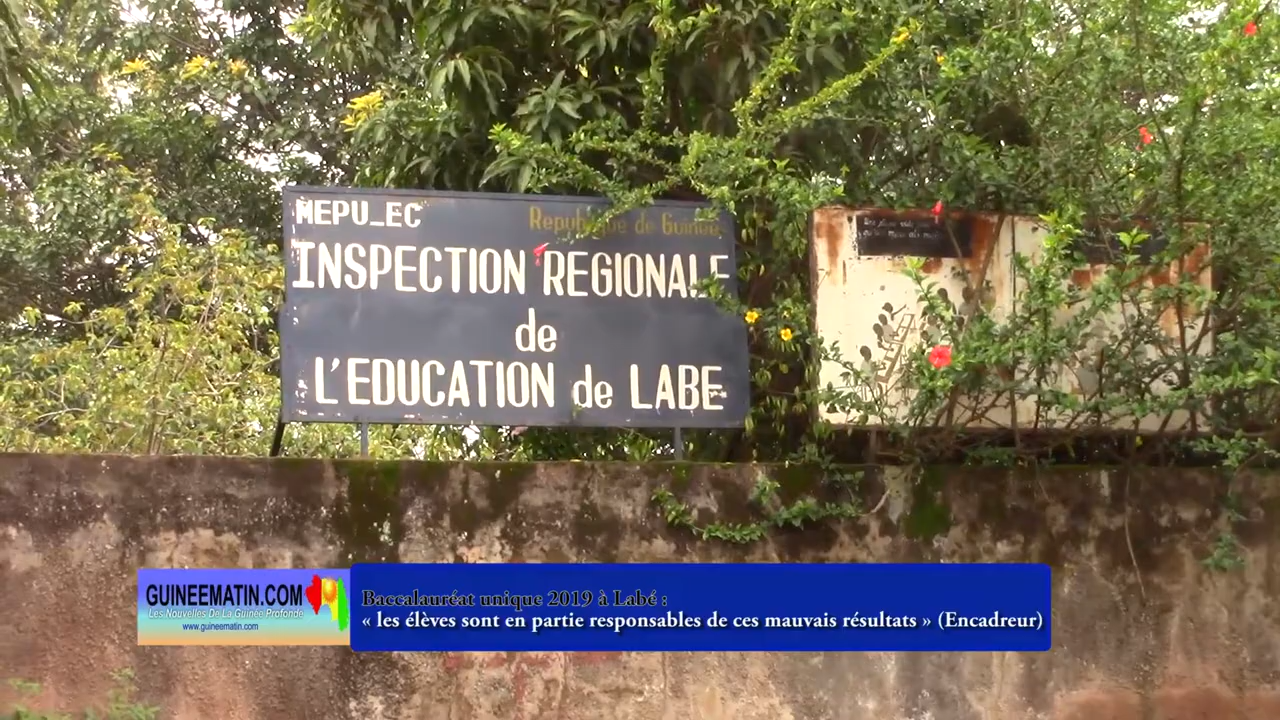 MEPU_EC
Republique de Guinée
INSPECTION REGIONALE
de
L'EDUCATION de LABE
GUINEEMATIN.COM
Les Nouvelles De La Guinée Profonde
www.guineematin.com
Baccalauréat unique 2019 à Labé :
« les élèves sont en partie responsables de ces mauvais résultats » (Encadreur)